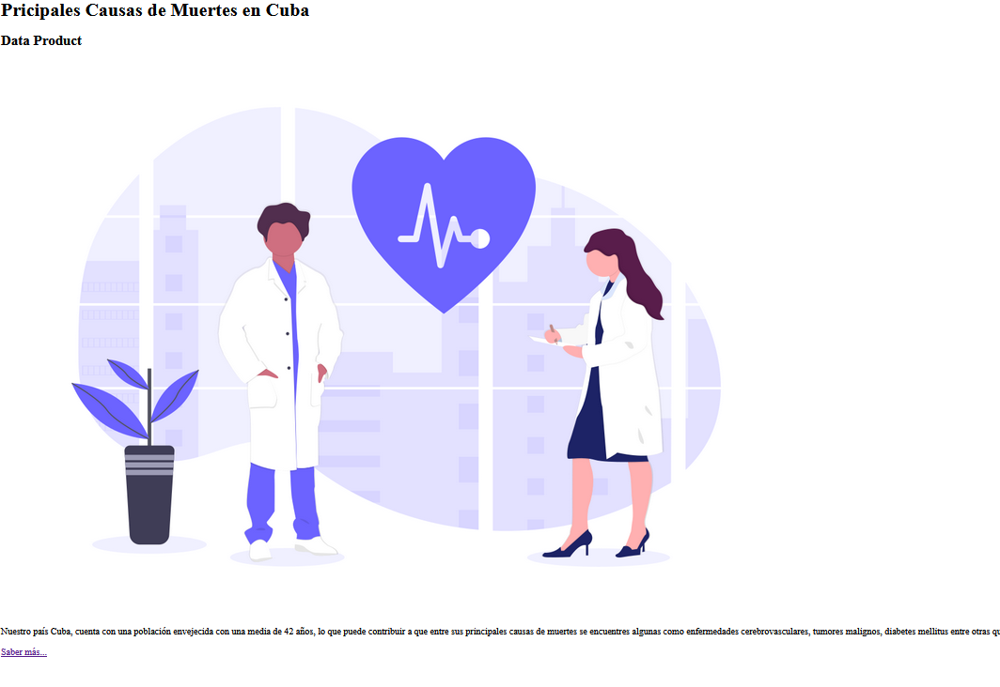 Pricipales Causas de Muertes en Cuba
Data Product
Nuestro país Cuba, cuenta con una población envejecida con una media de 42 años, lo que puede contribuir a que entre sus principales causas de muertes se encuentres algunas como enfermedades cerebrovasculares, tumores malignos, diabetes mellitus entre otras
Saber más...